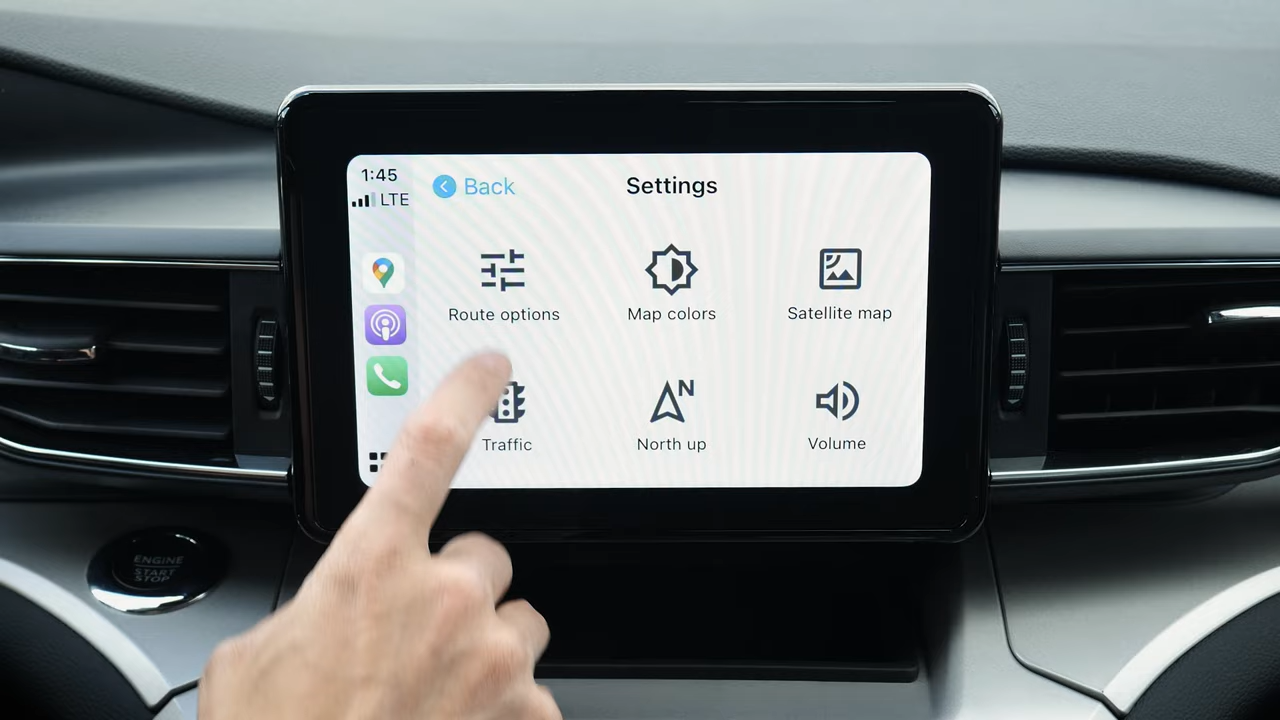 1:45
LTE
Back
Settings
Route options
Map colors
Satellite map
Traffic
N
North up
Volume
ENGINE
START
STOP